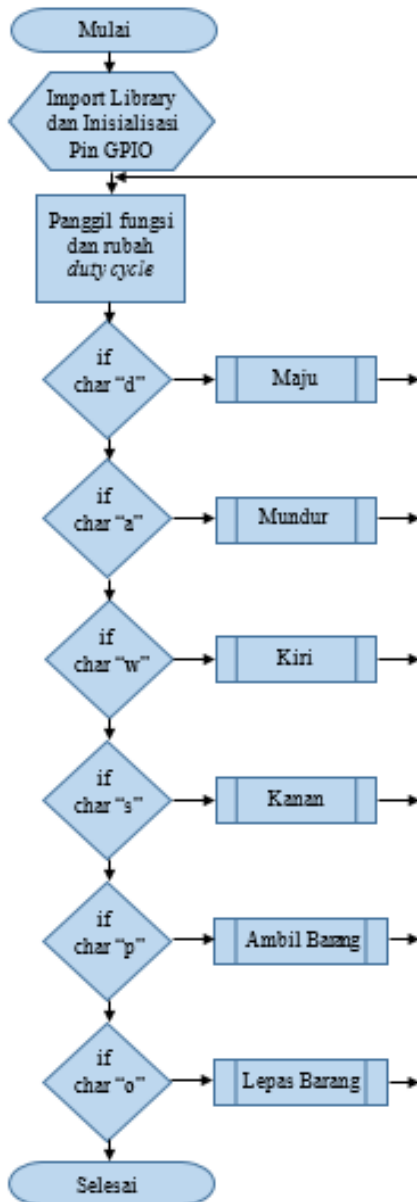 Mulai
Import Library
dan Inisialisasi
Pin GPIO
Panggil fungsi
dan rubah
duty cycle
if
char “d”
Maju
if
char “a”
Mundur
if
char “w”
Kiri
if
char “s”
Kanan
if
char “p”
Ambil Barang
if
char “o”
Lepas Barang
Selesai